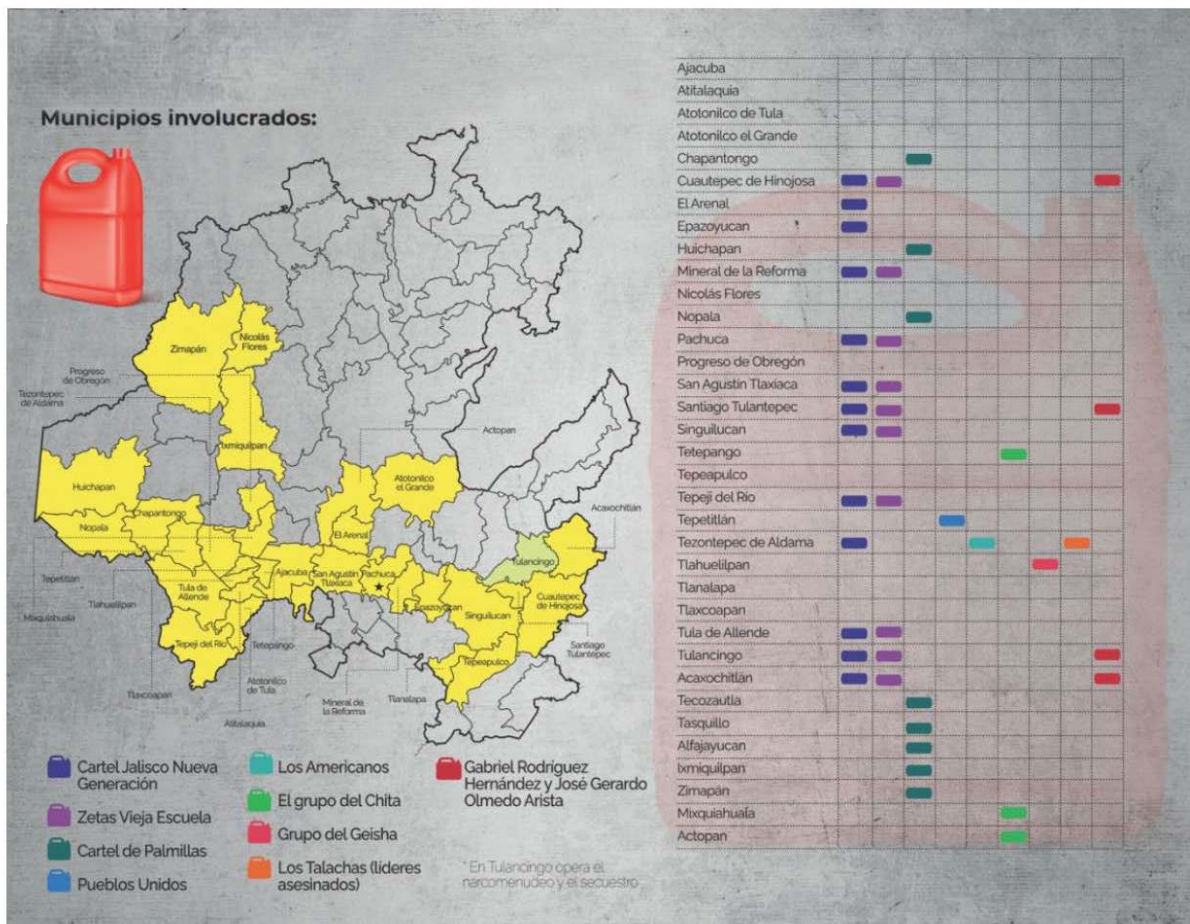 Municipios involucrados:
Zimapán
Nicolás
Flores
Progreso
de Obregón
Tezontepec
de Aldama
Ixmiquilpan
Actopan
Huichapan
Atotonilco
el Grande
Acaxochitlán
Nopala
Chapantongo
El Arenal
Tulancingo
Tepetitlán
Ajacuba
San Agustín
Tlaxiaca
Pachuca
Tlahuelilpan
Tula de
Allende
Epazoyucan
Cuautepec
de Hinojosa
Mixquiahuala
Singuilucan
Tepeji del Río
Tetepango
Santiago
Tulantepec
Tepeapulco
Tlaxcoapan
Atotonilco
de Tula
Mineral de
la Reforma
Tlanalapa
Atitalaquia
Cartel Jalisco Nueva
Generación
Zetas Vieja Escuela
Cartel de Palmillas
Pueblos Unidos
Los Americanos
El grupo del Chita
Grupo del Geisha
Los Talachas (líderes
asesinados)
Gabriel Rodríguez
Hernández y José Gerardo
Olmedo Arista
* En Tulancingo opera el
narcomenudeo y el secuestro
Ajacuba
Atitalaquia
Atotonilco de Tula
Atotonilco el Grande
Chapantongo
Cuautepec de Hinojosa
El Arenal
Epazoyucan
Huichapan
Mineral de la Reforma
Nicolás Flores
Nopala
Pachuca
Progreso de Obregón
San Agustín Tlaxiaca
Santiago Tulantepec
Singuilucan
Tetepango
Tepeapulco
Tepeji del Río
Tepetitlán
Tezontepec de Aldama
Tlahuelilpan
Tlanalapa
Tlaxcoapan
Tula de Allende
Tulancingo
Acaxochitlán
Tecozautla
Tasquillo
Alfajayucan
Ixmiquilpan
Zimapán
Mixquiahuala
Actopan